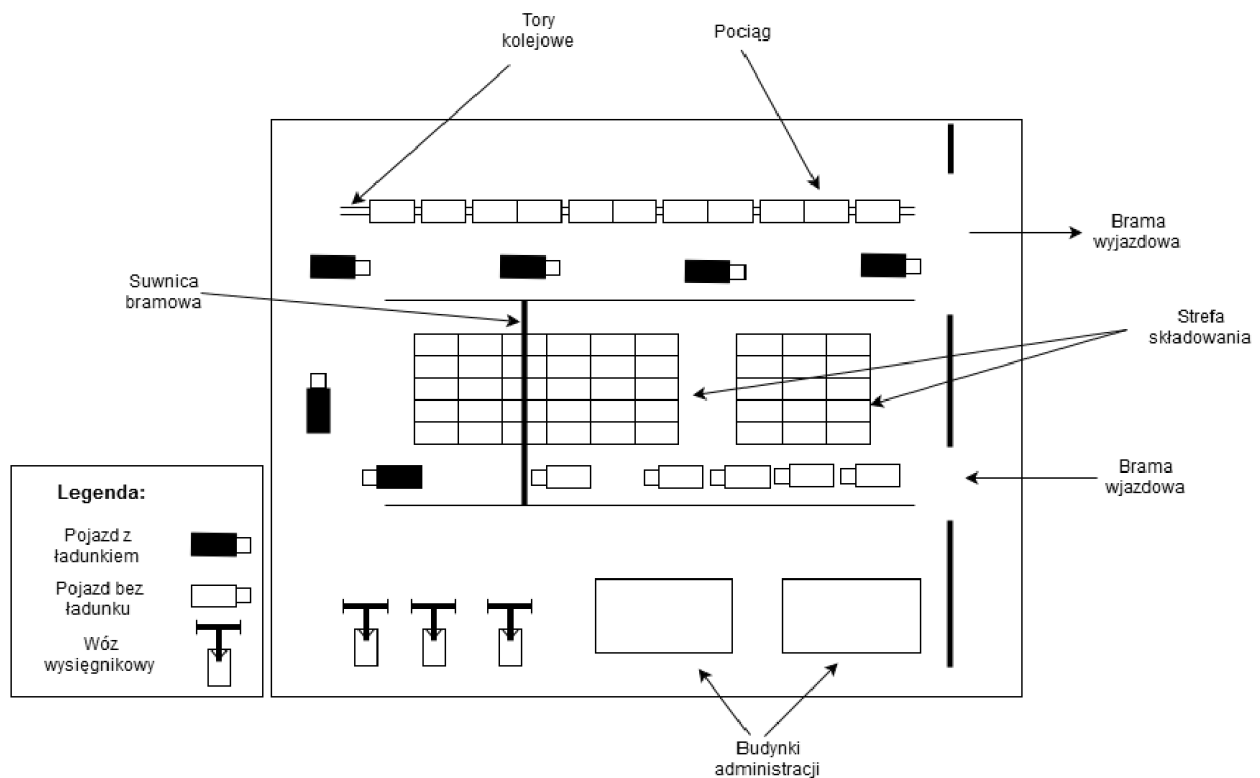 Tory
kolejowe
Pociąg
Brama
wyjazdowa
Suwnica
bramowa
Strefa
składowania
Brama
wjazdowa
Legenda:
Pojazd z
ładunkiem
Pojazd bez
ładunku
Wóz
wysięgnikowy
Budynki
administracji